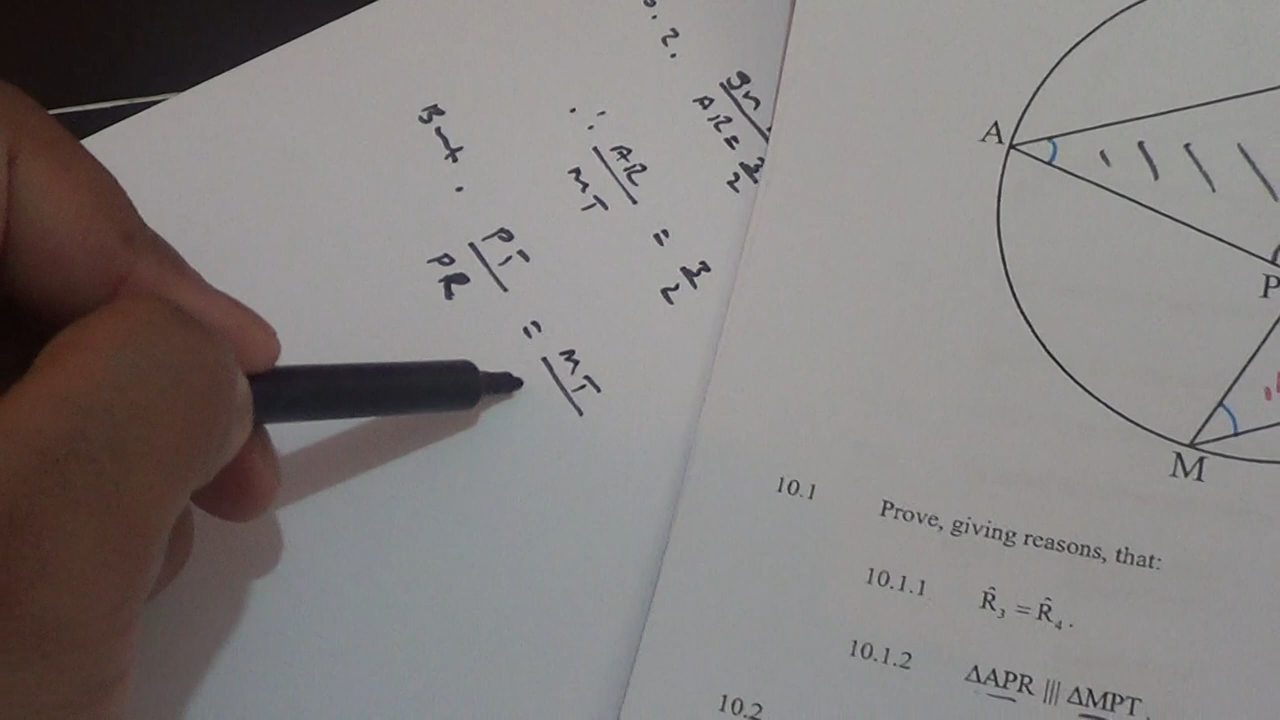 . 2.
AR = 3/2
∴ AR/MT = 3/2
But. PT/PR = MT
A
P
M
10.1 Prove, giving reasons, that:
10.1.1 R̂₃ = R̂₄.
10.1.2 ΔAPR ||| ΔMPT.
10.2